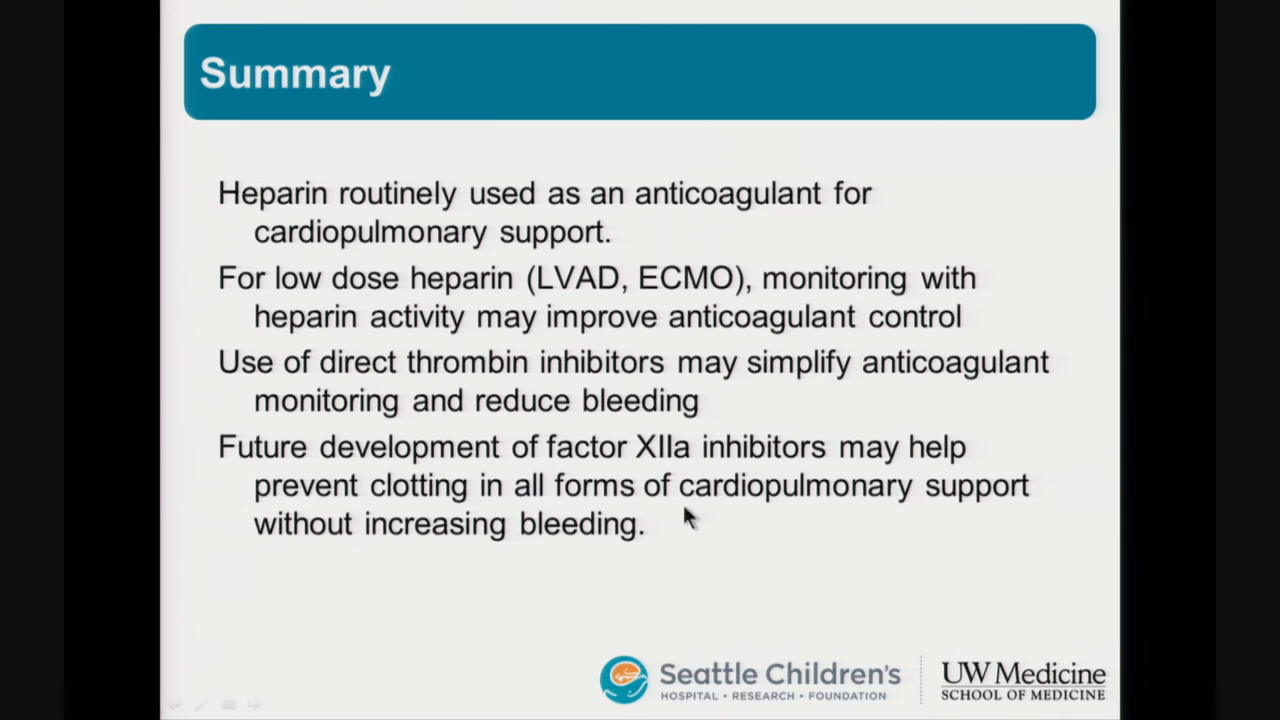 Summary
Heparin routinely used as an anticoagulant for
cardiopulmonary support.
For low dose heparin (LVAD, ECMO), monitoring with
heparin activity may improve anticoagulant control
Use of direct thrombin inhibitors may simplify anticoagulant
monitoring and reduce bleeding
Future development of factor XIIa inhibitors may help
prevent clotting in all forms of cardiopulmonary support
without increasing bleeding.
Seattle Children's
HOSPITAL • RESEARCH • FOUNDATION
UW Medicine
SCHOOL OF MEDICINE